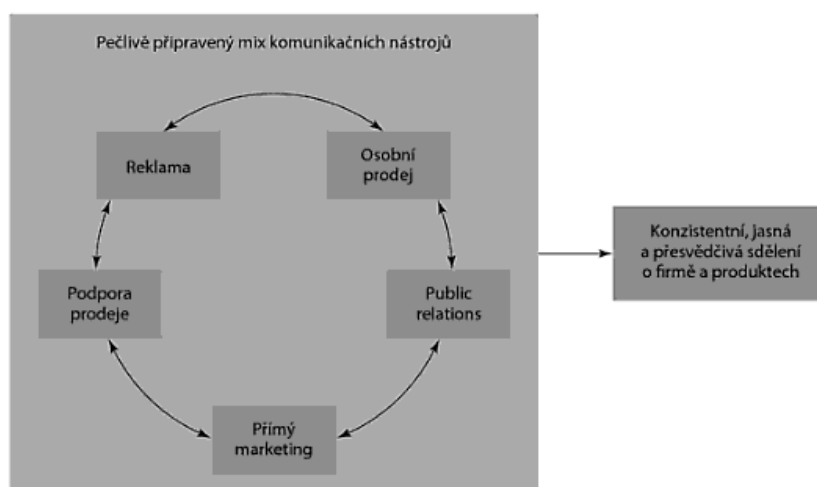 Pečlivě připravený mix komunikačních nástrojů
Reklama
Osobní
prodej
Konzistentní, jasná
a přesvědčivá sdělení
o firmě a produktech
Podpora
prodeje
Public
relations
Přímý
marketing